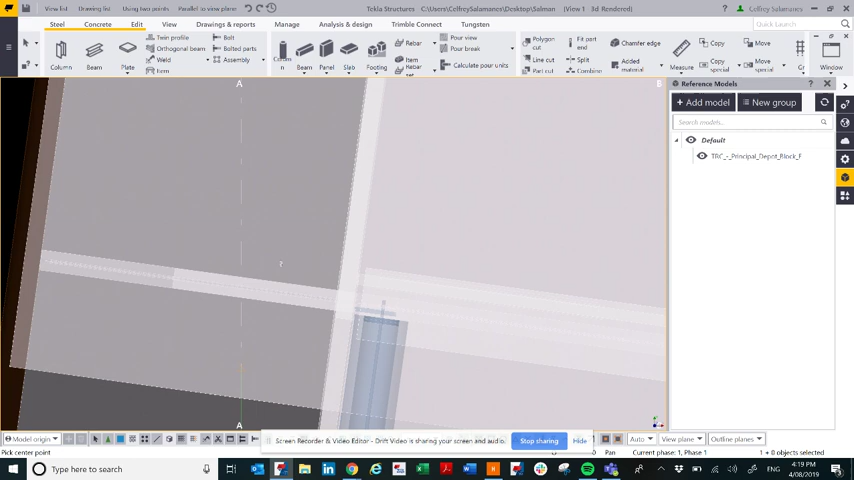 View list
Drawing list
Using two points
Parallel to view plane
Tekla Structures
C:\Users\CelfreySalamanes\Desktop\Salman
(View 1  3d Rendered)
Celfrey Salamanes
Steel
Concrete
Edit
View
Drawings & reports
Manage
Analysis & design
Trimble Connect
Tungsten
Quick Launch
Column
Beam
Plate
Twin profile
Orthogonal beam
Weld
Item
Bolt
Bolted parts
Assembly
Beam
Panel
Slab
Footing
Rebar
Item
Rebar set
Pour view
Pour break
Calculate pour units
Polygon cut
Line cut
Part cut
Fit part end
Split
Combine
Chamfer edge
Added material
Measure
Copy
Copy special
Move
Move special
Grid
Window
Reference Models
Add model
New group
Search models...
Default
TRC_-_Principal_Depot_Block_F
A
B
A
Model origin
Screen Recorder & Video Editor - Drift Video is sharing your screen and audio.
Stop sharing
Hide
Auto
View plane
Outline planes
Pick center point
Pan
Current phase: 1, Phase 1
1 + 8 objects selected
Type here to search
ENG
4:19 PM
4/08/2019